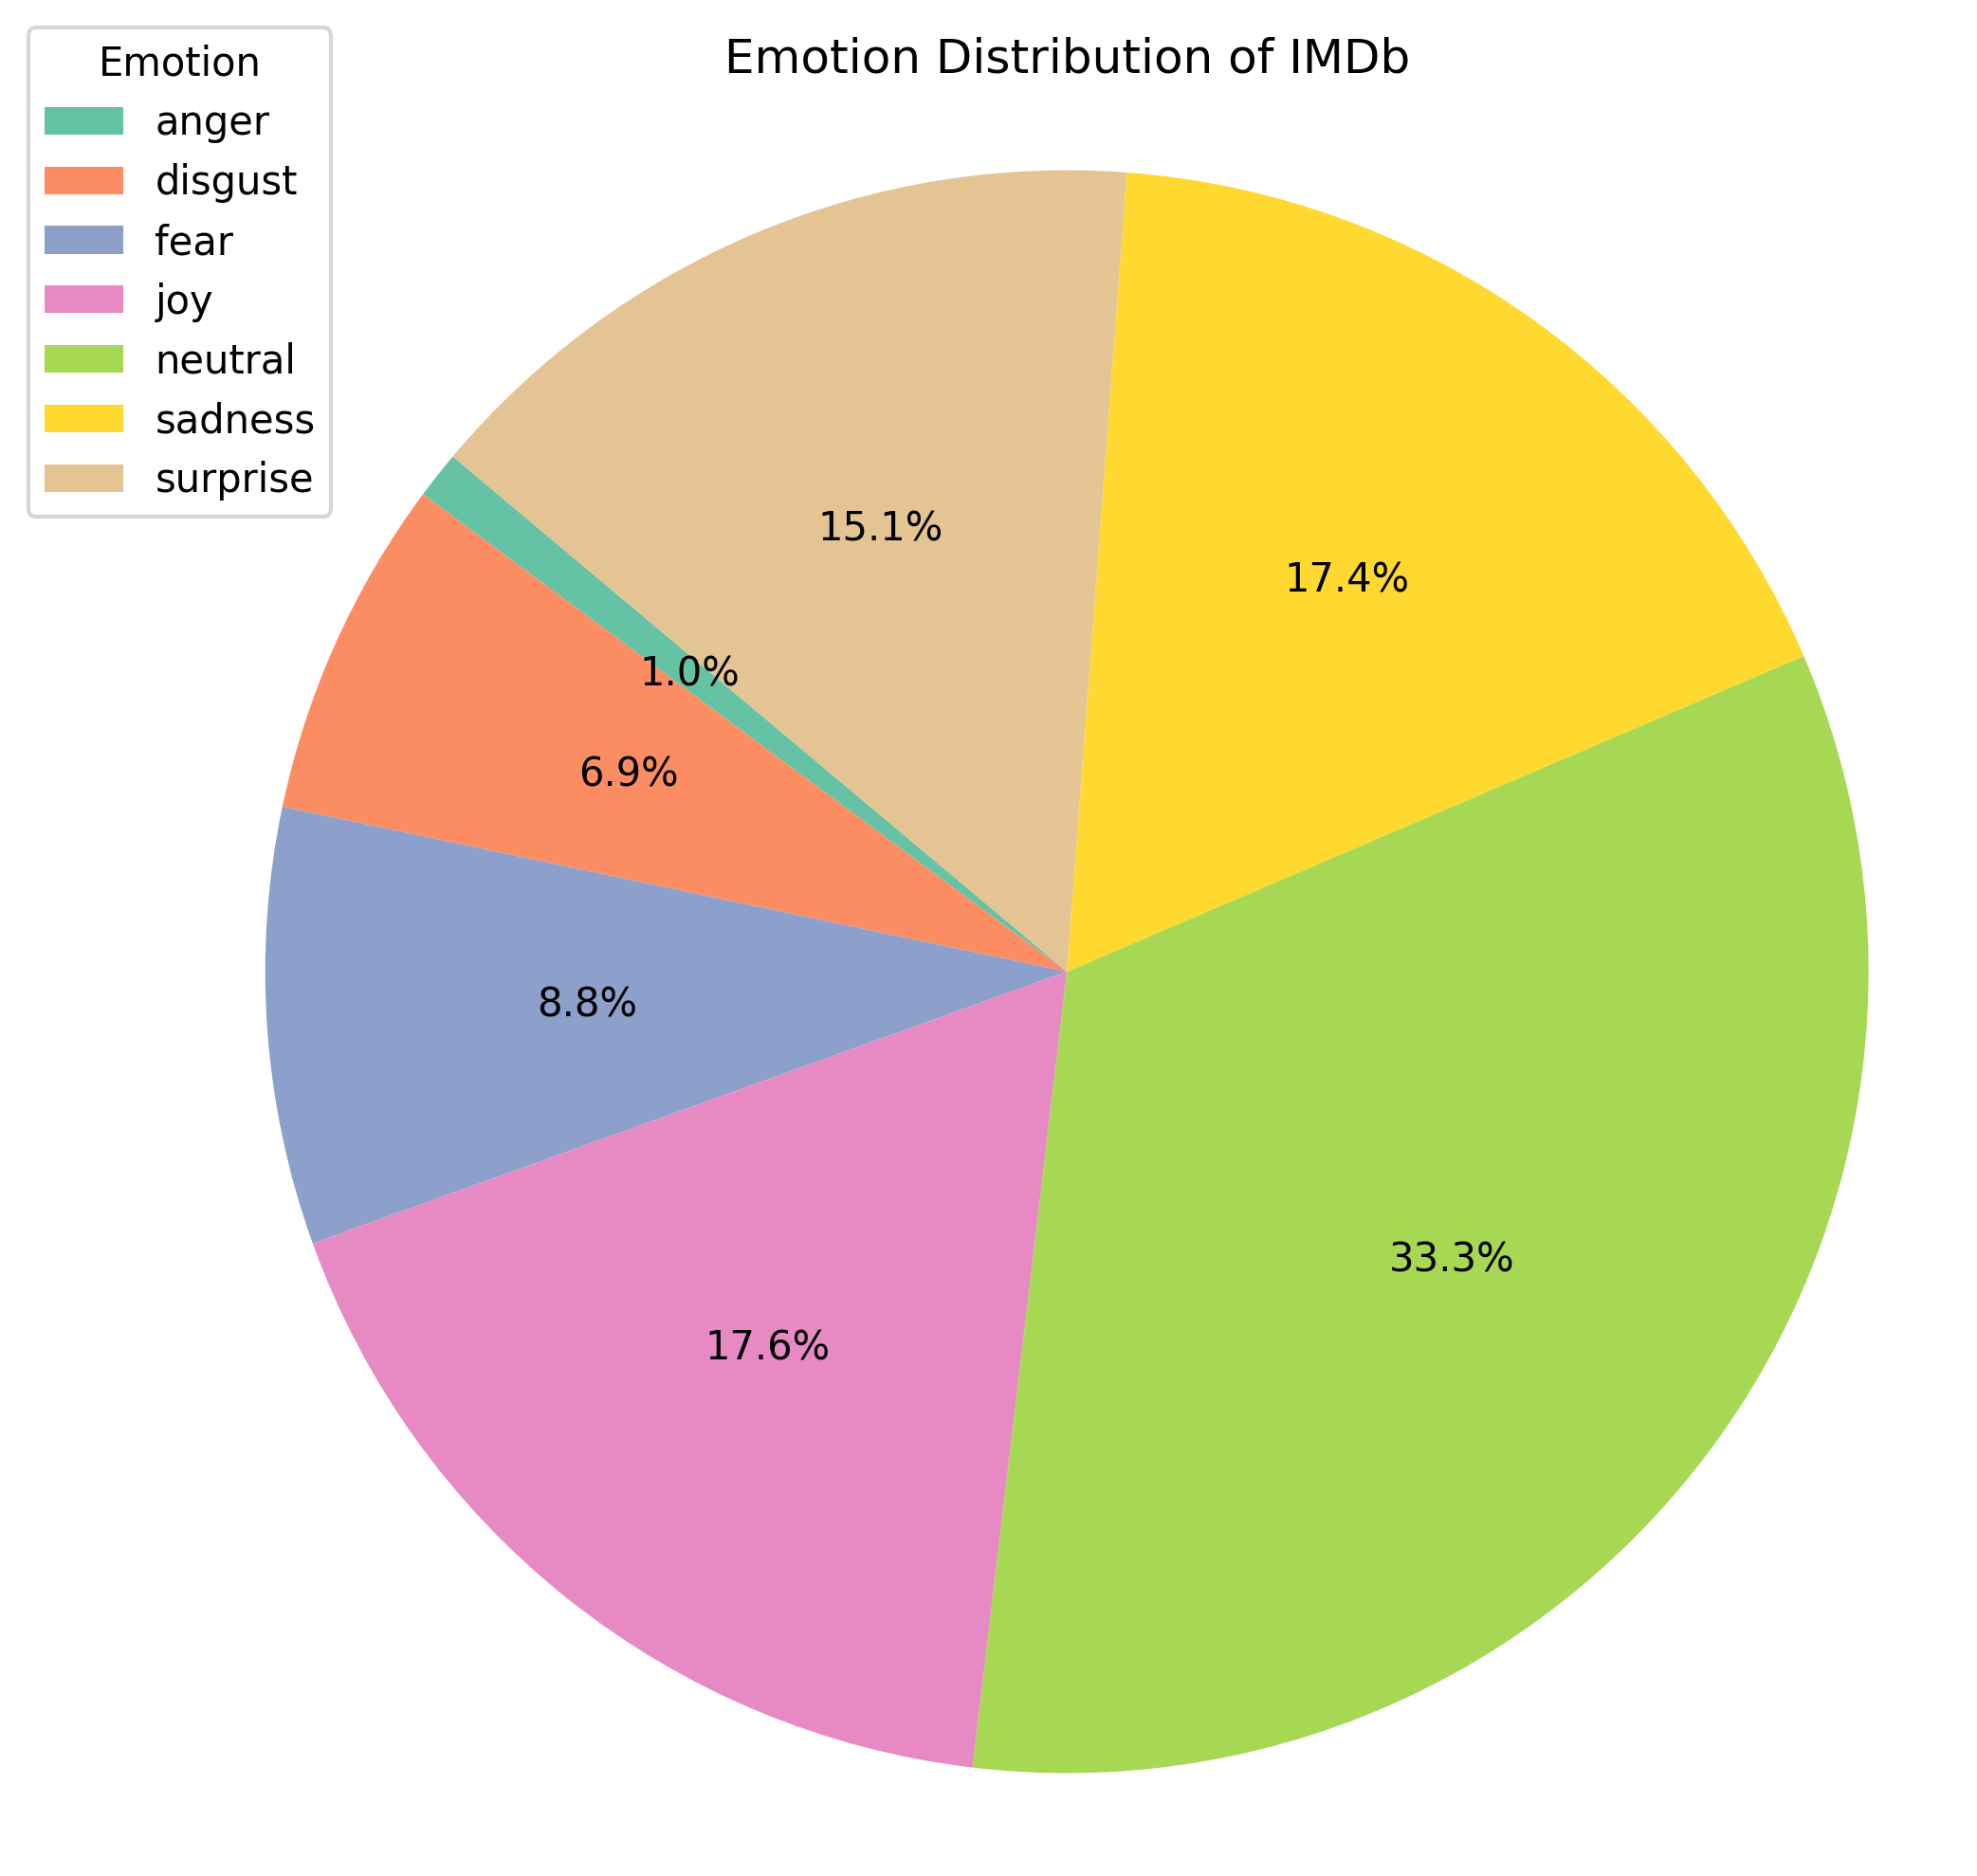 Emotion Distribution of IMDb
Emotion
anger
disgust
fear
joy
neutral
sadness
surprise
15.1%
17.4%
1.0%
6.9%
8.8%
33.3%
17.6%